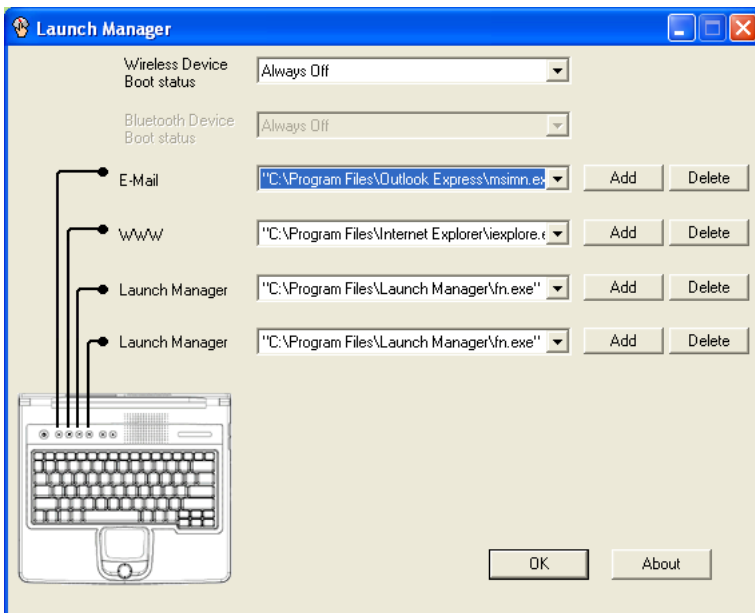 Launch Manager
Wireless Device
Boot status
Always Off
Bluetooth Device
Boot status
Always Off
E-Mail "C:\Program Files\Outlook Express\msimn.ex Add Delete
WWW "C:\Program Files\Internet Explorer\iexplore.e Add Delete
Launch Manager "C:\Program Files\Launch Manager\fn.exe" Add Delete
Launch Manager "C:\Program Files\Launch Manager\fn.exe" Add Delete
OK About